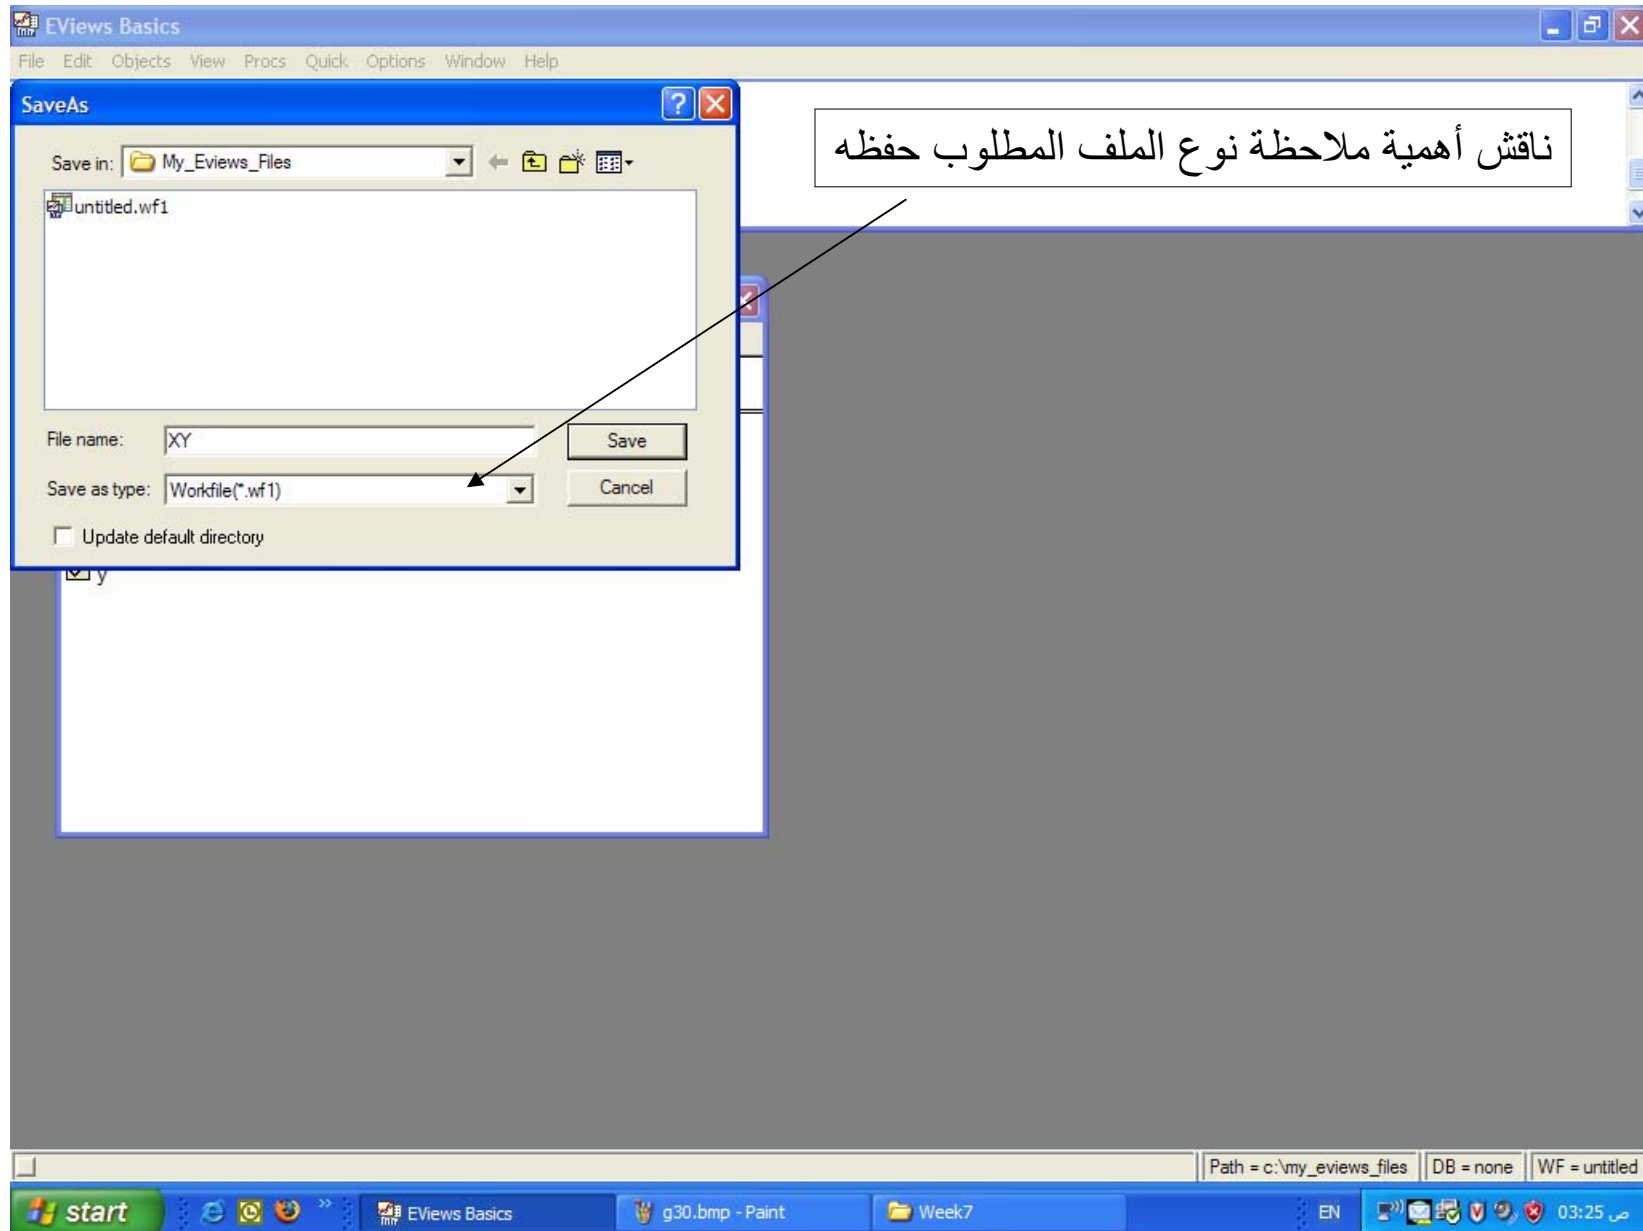 EViews Basics
File Edit Objects View Procs Quick Options Window Help
SaveAs
ناقش أهمية ملاحظة نوع الملف المطلوب حفظه
Save in: My_Eviews_Files
untitled.wf1
File name: XY
Save
Save as type: Workfile(*.wf1)
Cancel
Update default directory
y
Path = c:\my_eviews_files DB = none WF = untitled
start EViews Basics g30.bmp - Paint Week7 EN 03:25 ص